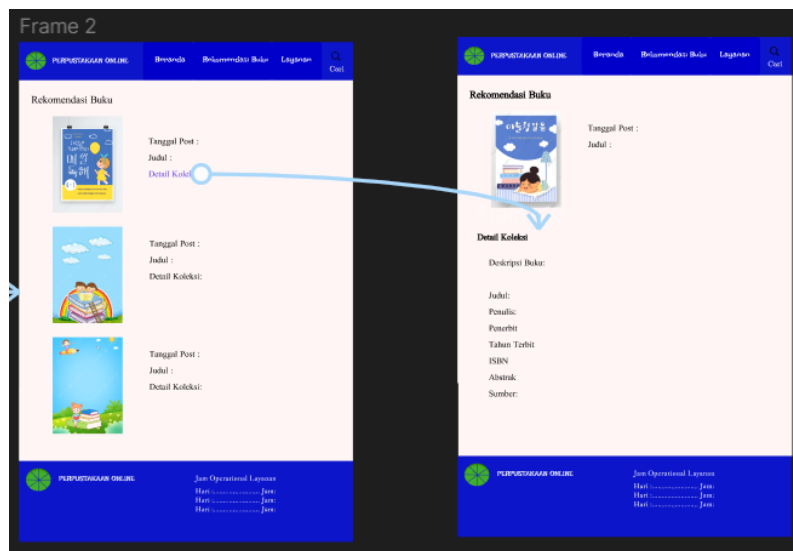 Frame 2
PERPUSTAKAAN ONLINE
Beranda
Rekomendasi Buku
Layanan
Cari
Rekomendasi Buku
Tanggal Post :
Judul :
Detail
Tanggal Post :
Judul :
Detail Koleksi:
Tanggal Post :
Judul :
Detail Koleksi:
PERPUSTAKAAN ONLINE
Jam Operasional Layanan
Hari :........................ Jam:
Hari :........................ Jam:
Hari :........................ Jam:
PERPUSTAKAAN ONLINE
Beranda
Rekomendasi Buku
Layanan
Cari
Rekomendasi Buku
Tanggal Post :
Judul :
Detail Koleksi
Deskripsi Buku:
Judul:
Penulis:
Penerbit
Tahun Terbit
ISBN
Abstrak
Sumber:
PERPUSTAKAAN ONLINE
Jam Operasional Layanan
Hari :........................ Jam:
Hari :........................ Jam:
Hari :........................ Jam: